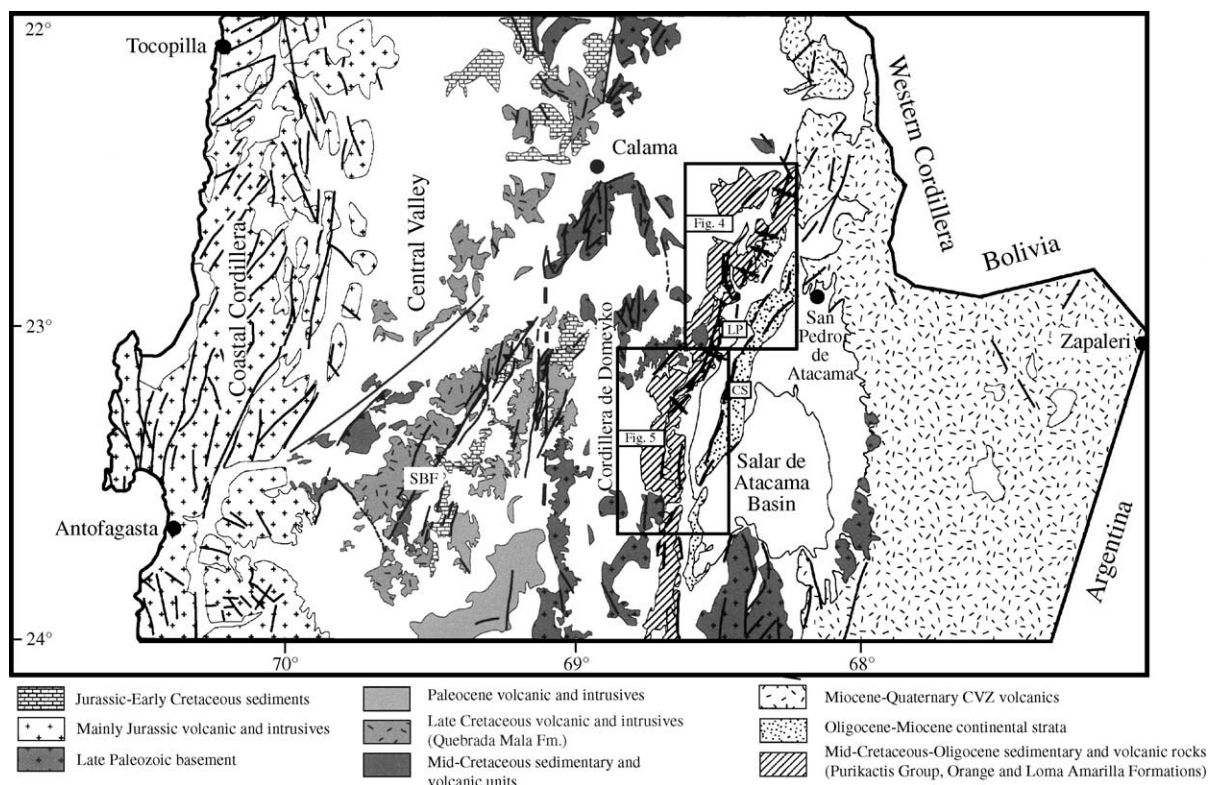 22°
Tocopilla
Calama
Western Cordillera
Fig. 4
Central Valley
Coastal Cordillera
Bolivia
23°
LP
San
Pedro
de
Atacama
Zapaleri
Cordillera de Domeyko
CS
Fig. 5
SBF
Salar de
Atacama
Basin
Antofagasta
Argentina
24°
70°
69°
68°
Jurassic-Early Cretaceous sediments
Mainly Jurassic volcanic and intrusives
Late Paleozoic basement
Paleocene volcanic and intrusives
Late Cretaceous volcanic and intrusives
(Quebrada Mala Fm.)
Mid-Cretaceous sedimentary and
volcanic units
Miocene-Quaternary CVZ volcanics
Oligocene-Miocene continental strata
Mid-Cretaceous-Oligocene sedimentary and volcanic rocks
(Purikactis Group, Orange and Loma Amarilla Formations)